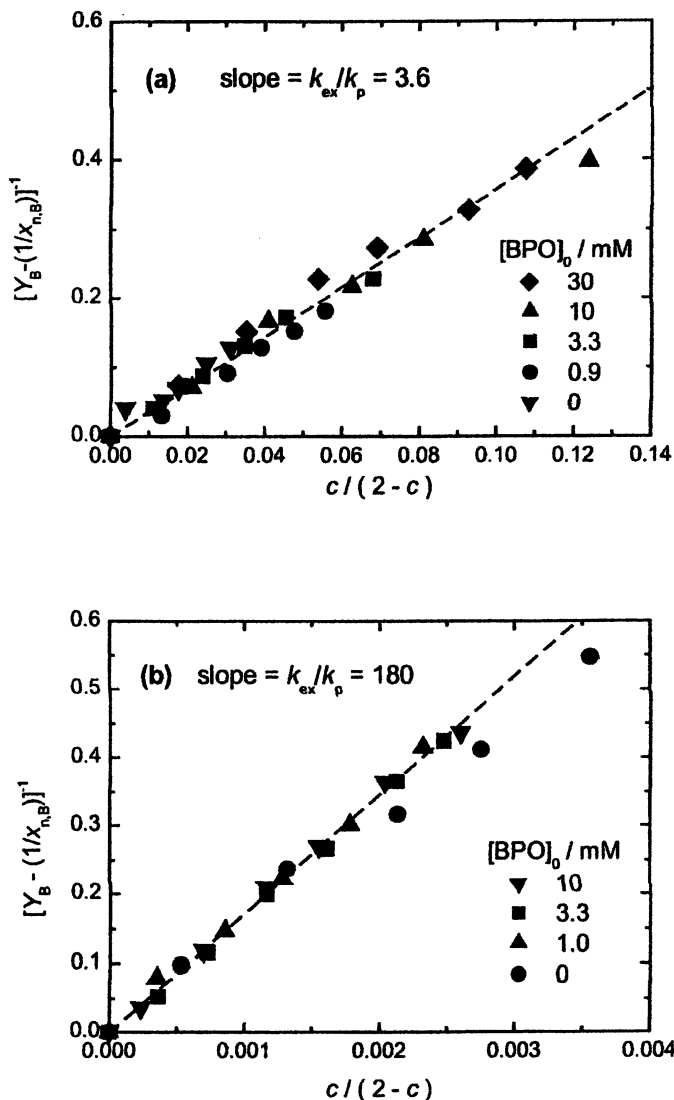 0.6
(a) slope = k_ex/k_p = 3.6
0.4
[Y_B-(1/x_n,B)]^-1
[BPO]_0 / mM
30
0.2
10
3.3
0.9
0
0.0
0.00 0.02 0.04 0.06 0.08 0.10 0.12 0.14
c / ( 2 - c )
0.6
(b) slope = k_ex/k_p = 180
0.5
0.4
[Y_B - (1/x_n,B)]^-1
0.3
[BPO]_0 / mM
0.2
10
3.3
0.1
1.0
0
0.0
0.000 0.001 0.002 0.003 0.004
c / ( 2 - c )